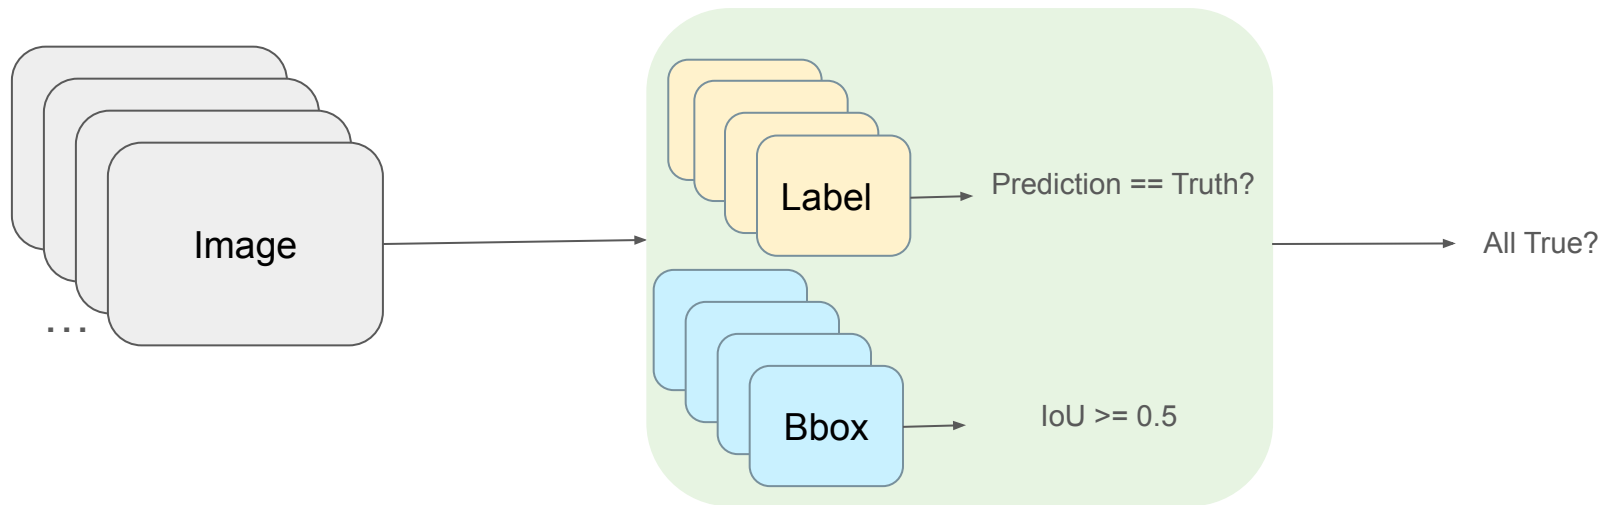 Image
...
Label
Prediction == Truth?
Bbox
IoU >= 0.5
All True?